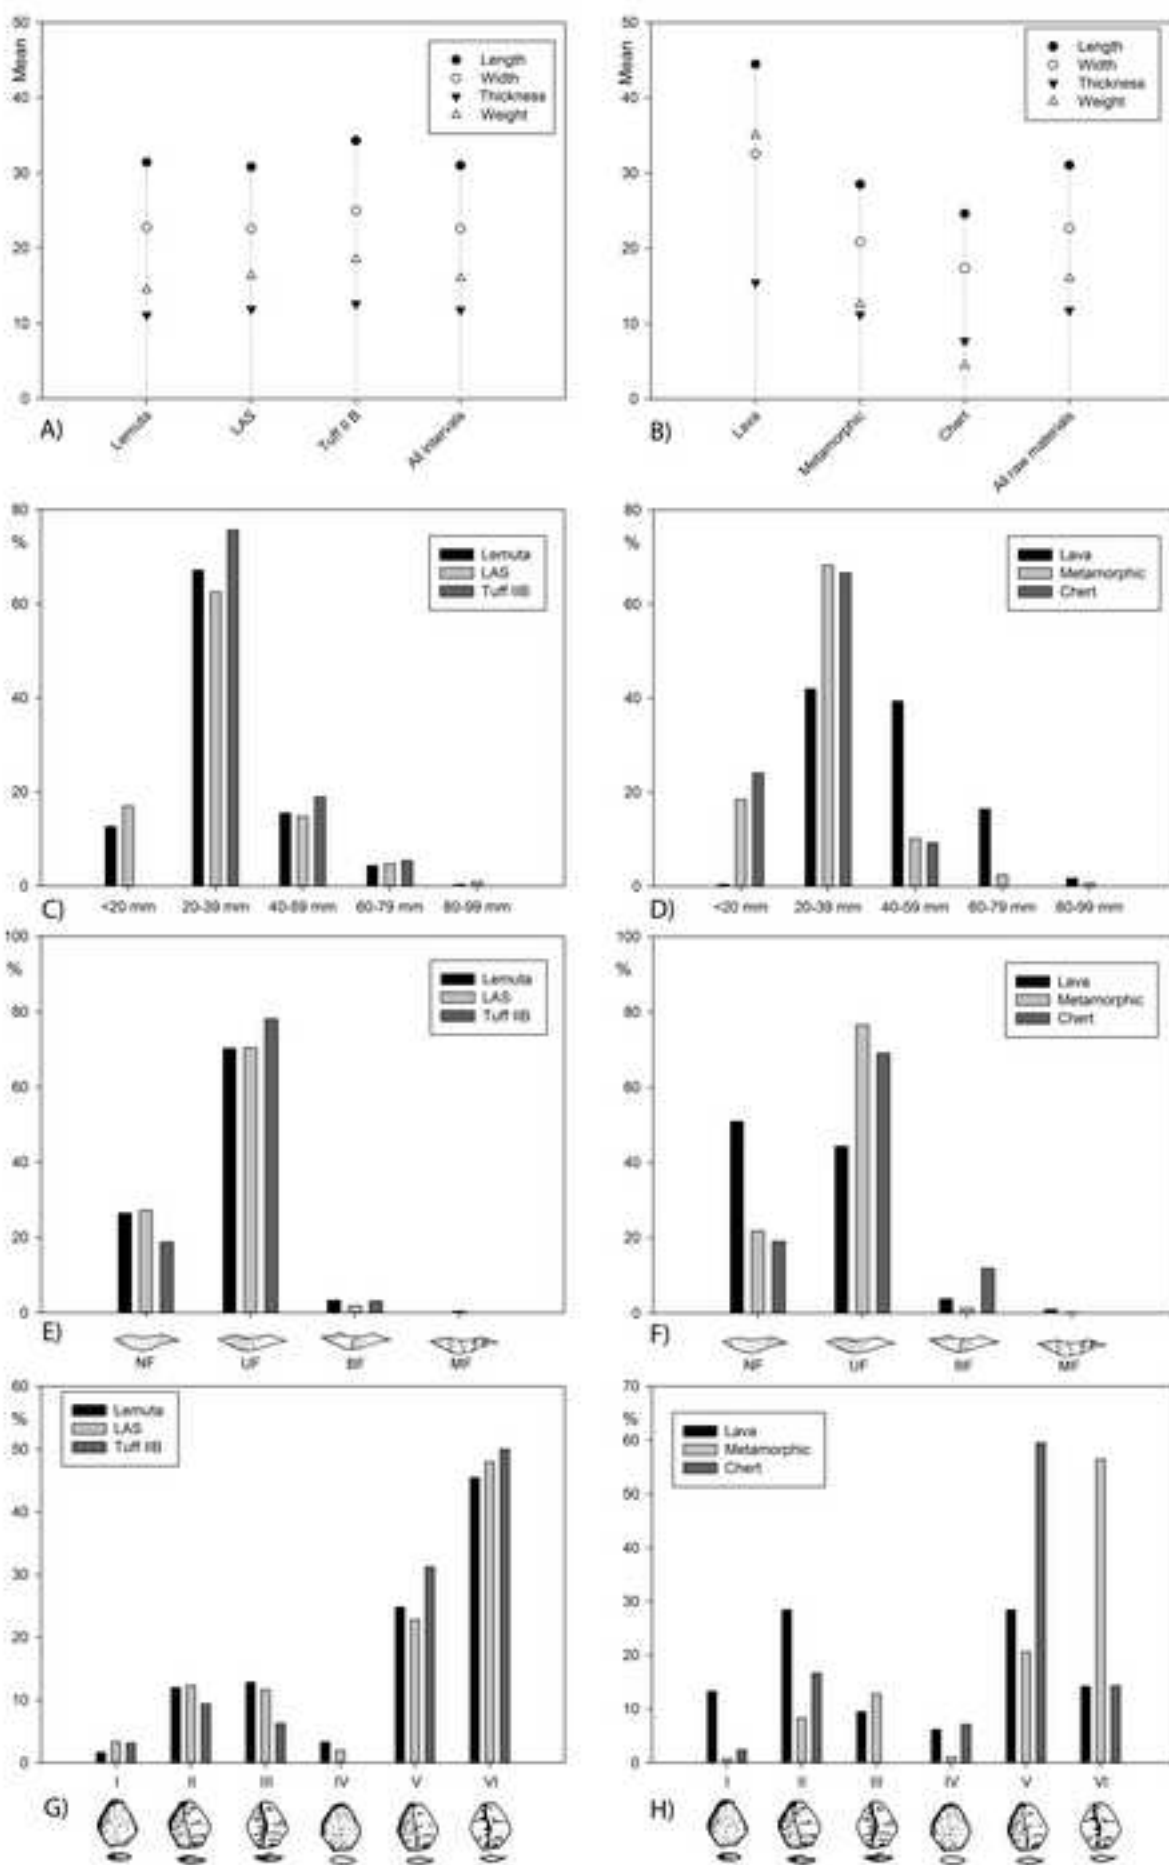 50
Mean
40
30
20
10
0
Length
Width
Thickness
Weight
A)
Lemuta
LAS
Tuff II B
All intervals
50
Mean
40
30
20
10
0
Length
Width
Thickness
Weight
B)
Lava
Metamorphic
Chert
All raw materials
80
%
60
40
20
0
Lemuta
LAS
Tuff IIB
C)
<20 mm 20-39 mm 40-59 mm 60-79 mm 80-99 mm
80
%
60
40
20
0
Lava
Metamorphic
Chert
D)
<20 mm 20-39 mm 40-59 mm 60-79 mm 80-99 mm
100
%
80
60
40
20
0
Lemuta
LAS
Tuff IIB
E)
NF UF BF MF
100
%
80
60
40
20
0
Lava
Metamorphic
Chert
F)
NF UF BF MF
60
%
50
40
30
20
10
0
Lemuta
LAS
Tuff IIB
I II III IV V VI
G)
70
%
60
50
40
30
20
10
0
Lava
Metamorphic
Chert
I II III IV V VI
H)